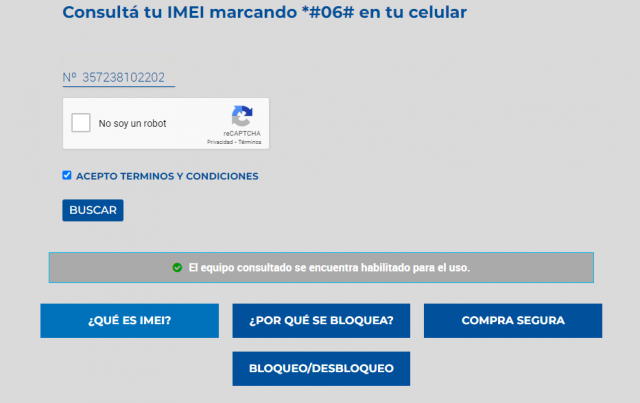 Consultá tu IMEI marcando *#06# en tu celular
Nº 357238102202
No soy un robot
reCAPTCHA
Privacidad - Términos
ACEPTO TERMINOS Y CONDICIONES
BUSCAR
El equipo consultado se encuentra habilitado para el uso.
¿QUÉ ES IMEI?
¿POR QUÉ SE BLOQUEA?
COMPRA SEGURA
BLOQUEO/DESBLOQUEO